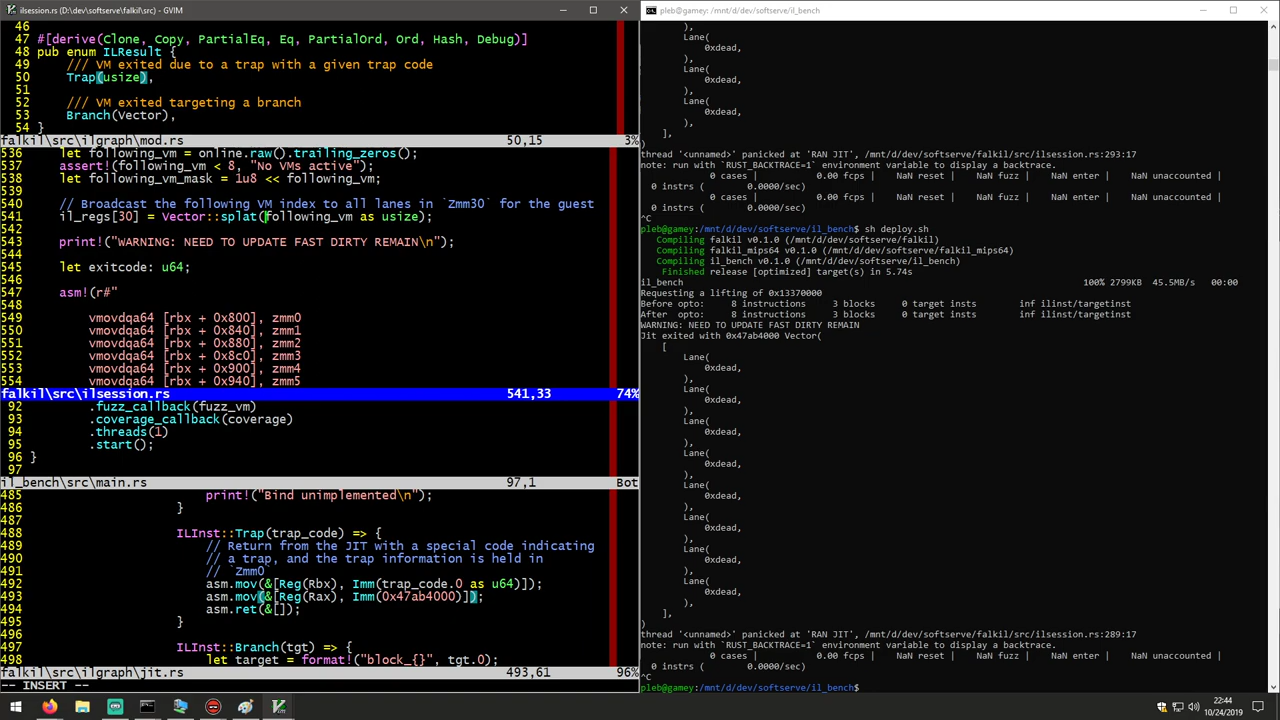 ilsession.rs (D:\dev\softserve\falkil\src) - GVIM
46
47 #[derive(Clone, Copy, PartialEq, Eq, PartialOrd, Ord, Hash, Debug)]
48 pub enum ILResult {
49     /// VM exited due to a trap with a given trap code
50     Trap(usize),
51
52     /// VM exited targeting a branch
53     Branch(Vector),
54 }
falkil\src\ilgraph\mod.rs 50,15 3%
536     let following_vm = online.raw().trailing_zeros();
537     assert!(following_vm < 8, "No VMs active");
538     let following_vm_mask = 1u8 << following_vm;
539
540     // Broadcast the following VM index to all lanes in `Zmm30` for the guest
541     il_regs[30] = Vector::splat(following_vm as usize);
542
543     print!("WARNING: NEED TO UPDATE FAST DIRTY REMAIN\n");
544
545     let exitcode: u64;
546
547     asm!(r#"
548
549         vmovdqa64 [rbx + 0x800], zmm0
550         vmovdqa64 [rbx + 0x840], zmm1
551         vmovdqa64 [rbx + 0x880], zmm2
552         vmovdqa64 [rbx + 0x8c0], zmm3
553         vmovdqa64 [rbx + 0x900], zmm4
554         vmovdqa64 [rbx + 0x940], zmm5
falkil\src\ilsession.rs 541,33 74%
92         .fuzz_callback(fuzz_vm)
93         .coverage_callback(coverage)
94         .threads(1)
95         .start();
96 }
97
il_bench\src\main.rs 97,1 Bot
485                         print!("Bind unimplemented\n");
486                     }
487
488                     ILInst::Trap(trap_code) => {
489                         // Return from the JIT with a special code indicating
490                         // a trap, and the trap information is held in
491                         // `Zmm0`
492                         asm.mov(&[Reg(Rbx), Imm(trap_code.0 as u64)]);
493                         asm.mov(&[Reg(Rax), Imm(0x47ab4000)]);
494                         asm.ret(&[]);
495                     }
496
497                     ILInst::Branch(tgt) => {
498                         let target = format!("block_{}", tgt.0);
falkil\src\ilgraph\jit.rs 493,61 96%
-- INSERT --
pleb@gamey: /mnt/d/dev/softserve/il_bench
),
Lane(
0xdead,
),
Lane(
0xdead,
),
Lane(
0xdead,
),
],
)
thread '<unnamed>' panicked at 'RAN JIT', /mnt/d/dev/softserve/falkil/src/ilsession.rs:293:17
note: run with `RUST_BACKTRACE=1` environment variable to display a backtrace.
0 cases | 0.00 fcps | NaN reset | NaN fuzz | NaN enter | NaN unaccounted |
0 instrs ( 0.0000/sec)
0 cases | 0.00 fcps | NaN reset | NaN fuzz | NaN enter | NaN unaccounted |
0 instrs ( 0.0000/sec)
^C
pleb@gamey:/mnt/d/dev/softserve/il_bench$ sh deploy.sh
Compiling falkil v0.1.0 (/mnt/d/dev/softserve/falkil)
Compiling falkil_mips64 v0.1.0 (/mnt/d/dev/softserve/falkil_mips64)
Compiling il_bench v0.1.0 (/mnt/d/dev/softserve/il_bench)
Finished release [optimized] target(s) in 5.74s
il_bench 100% 2799KB 45.5MB/s 00:00
Requesting a lifting of 0x13370000
Before opto: 8 instructions 3 blocks 0 target insts inf ilinst/targetinst
After opto: 8 instructions 3 blocks 0 target insts inf ilinst/targetinst
WARNING: NEED TO UPDATE FAST DIRTY REMAIN
Jit exited with 0x47ab4000 Vector(
[
Lane(
0xdead,
),
Lane(
0xdead,
),
Lane(
0xdead,
),
Lane(
0xdead,
),
Lane(
0xdead,
),
Lane(
0xdead,
),
Lane(
0xdead,
),
Lane(
0xdead,
),
],
)
thread '<unnamed>' panicked at 'RAN JIT', /mnt/d/dev/softserve/falkil/src/ilsession.rs:289:17
note: run with `RUST_BACKTRACE=1` environment variable to display a backtrace.
0 cases | 0.00 fcps | NaN reset | NaN fuzz | NaN enter | NaN unaccounted |
0 instrs ( 0.0000/sec)
^C
pleb@gamey:/mnt/d/dev/softserve/il_bench$
22:44
10/24/2019